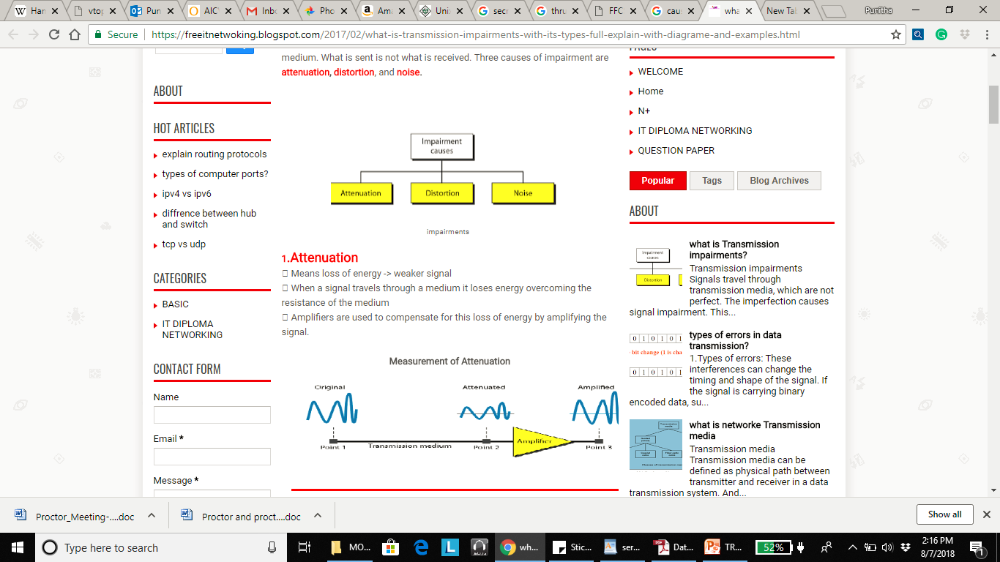 Har
vtop
Pun
AIC
Inbo
Pho
Ama
Uni
secr
thru
FFC
cau
wha
New Tab
Punitha
Secure
https://freeitnetwoking.blogspot.com/2017/02/what-is-transmission-impairments-with-its-types-full-explain-with-diagrame-and-examples.html
ABOUT
HOT ARTICLES
explain routing protocols
types of computer ports?
ipv4 vs ipv6
diffrence between hub
and switch
tcp vs udp
CATEGORIES
BASIC
IT DIPLOMA
NETWORKING
CONTACT FORM
Name
Email *
Message *
medium. What is sent is not what is received. Three causes of impairment are
attenuation, distortion, and noise.
Impairment
causes
Attenuation
Distortion
Noise
impairments
1.Attenuation
Means loss of energy -> weaker signal
When a signal travels through a medium it loses energy overcoming the
resistance of the medium
Amplifiers are used to compensate for this loss of energy by amplifying the
signal.
Measurement of Attenuation
Original
Attenuated
Amplified
Point 1
Transmission medium
Point 2
Amplifier
Point 3
PAGES
WELCOME
Home
N+
IT DIPLOMA NETWORKING
QUESTION PAPER
Popular
Tags
Blog Archives
ABOUT
Impairment
causes
Distortion
what is Transmission
impairments?
Transmission impairments
Signals travel through
transmission media, which are not
perfect. The imperfection causes
signal impairment. This...
0 1 0 1 0 1
bit change (1 is cha
0 1 0 1 0 1
types of errors in data
transmission?
1.Types of errors: These
interferences can change the
timing and shape of the signal. If
the signal is carrying binary
encoded data, su...
what is networke Transmission
media
Transmission media
Transmission media can be
defined as physical path between
transmitter and receiver in a data
transmission system. And...
Proctor_Meeting-....doc
Proctor and proct....doc
Show all
Type here to search
MO...
wh...
Stic...
ser...
Dat...
TR...
52%
2:16 PM
8/7/2018
1